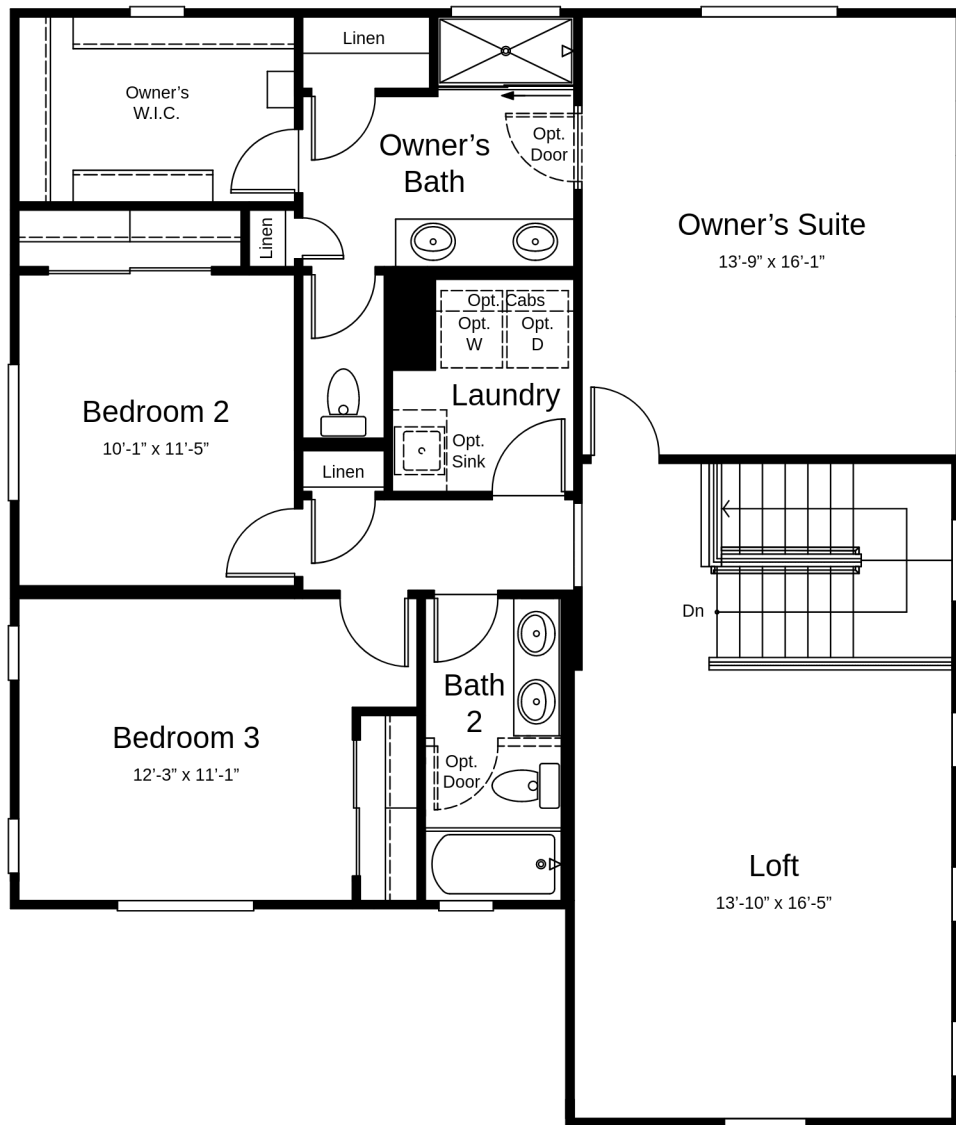 Linen
Owner’s
W.I.C.
Owner’s
Bath
Opt.
Door
Owner’s Suite
13’-9” x 16’-1”
Linen
Opt. Cabs
Opt.
W
Opt.
D
Laundry
Opt.
Sink
Bedroom 2
10’-1” x 11’-5”
Linen
Dn
Bath
2
Opt.
Door
Bedroom 3
12’-3” x 11’-1”
Loft
13’-10” x 16’-5”